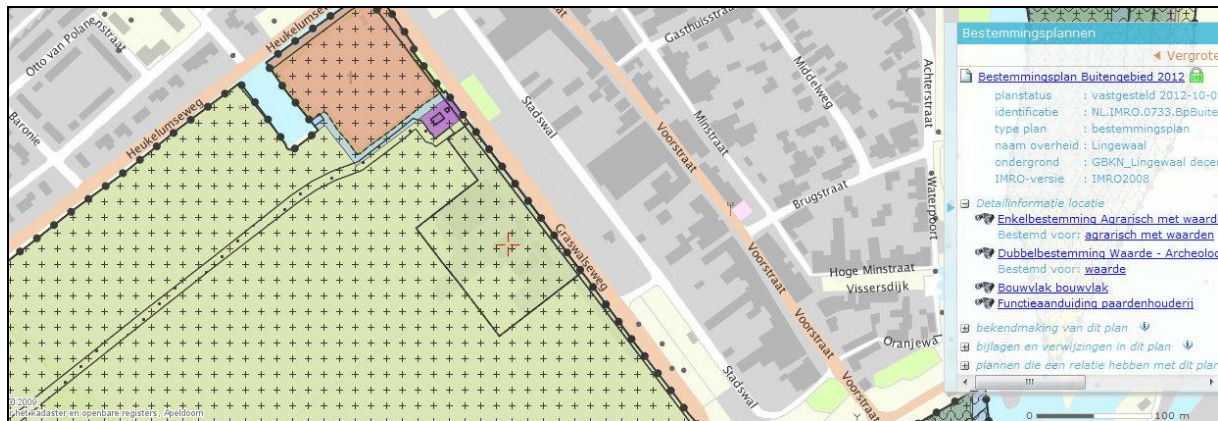 Otto van Polanenstraat
Baronie
Heukelumseweg
Heukelumseweg
Graswalseweg
Stadswal
Stadswal
Gasthuisstraat
Minstraat
Middelweg
Achterstraat
Voorstraat
Voorstraat
Voorstraat
Voorstraat
Brugstraat
Waterpoort
Hoge Minstraat
Vissersdijk
Oranjewa
© 2009
het Kadaster en openbare registers, Apeldoorn
Bestemmingsplannen
Vergrote
Bestemmingsplan Buitengebied 2012
planstatus : vastgesteld 2012-10-0
identificatie : NL.IMRO.0733.BpBuite
type plan : bestemmingsplan
naam overheid : Lingewaal
ondergrond : GBKN_Lingewaal decem
IMRO-versie : IMRO2008
Detailinformatie locatie
Enkelbestemming Agrarisch met waard
Bestemd voor: agrarisch met waarden
Dubbelbestemming Waarde - Archeolog
Bestemd voor: waarde
Bouwvlak bouwvlak
Functieaanduiding paardenhouderij
bekendmaking van dit plan
bijlagen en verwijzingen in dit plan
plannen die een relatie hebben met dit plan
0 100 m